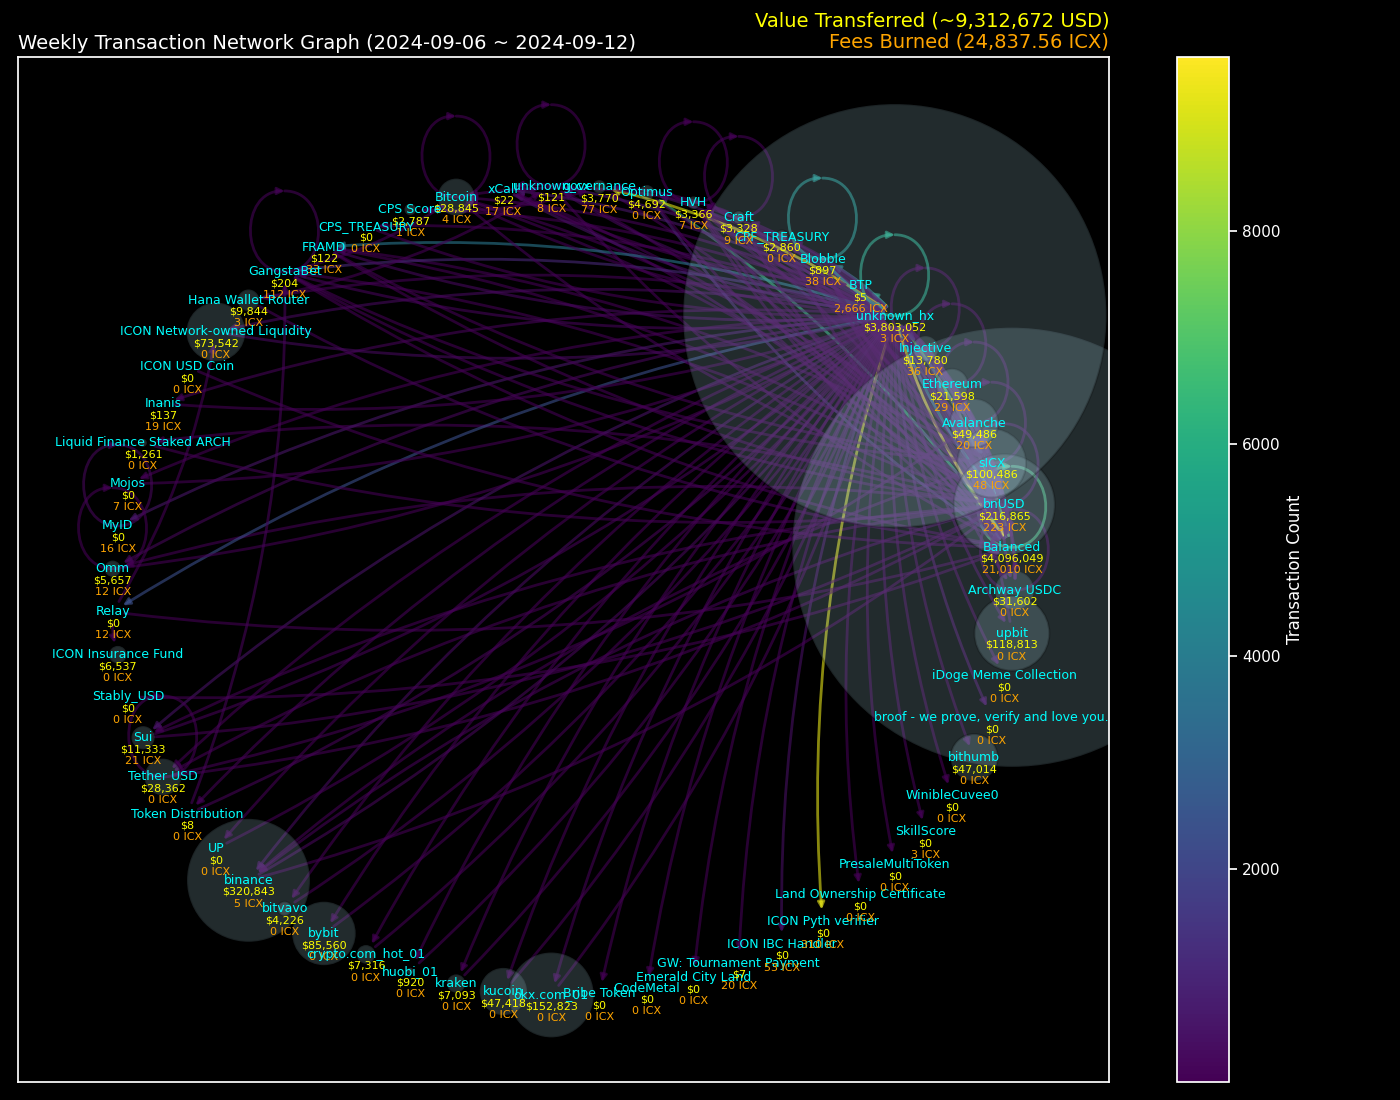 Value Transferred (~9,312,672 USD)
Weekly Transaction Network Graph (2024-09-06 ~ 2024-09-12)
Fees Burned (24,837.56 ICX)
unknown_hx
$3,803,052
3 ICX
BTP
$5
2,666 ICX
Blobble
$897
38 ICX
CPS_TREASURY
$2,860
0 ICX
Craft
$3,328
9 ICX
HVH
$3,366
7 ICX
Optimus
$4,692
0 ICX
governance
$3,770
77 ICX
unknown_cx
$121
8 ICX
xCall
$22
17 ICX
Bitcoin
$28,845
4 ICX
CPS Score
$2,787
1 ICX
CPS_TREASURY
$0
0 ICX
FRAMD
$122
ICX
GangstaBet
$204
112 ICX
Hana Wallet Router
$9,844
3 ICX
ICON Network-owned Liquidity
$73,542
0 ICX
ICON USD Coin
$0
0 ICX
Inanis
$137
19 ICX
Liquid Finance Staked ARCH
$1,261
0 ICX
Mojos
$0
7 ICX
MyID
$0
16 ICX
Omm
$5,657
12 ICX
Relay
$0
12 ICX
ICON Insurance Fund
$6,537
0 ICX
Stably_USD
$0
0 ICX
Sui
$11,333
21 ICX
Tether USD
$28,362
0 ICX
Token Distribution
$8
0 ICX
UP
$0
0 ICX
binance
$320,843
5 ICX
bitvavo
$4,226
0 ICX
bybit
$85,560
0 ICX
crypto.com_hot_01
$7,316
0 ICX
huobi_01
$920
0 ICX
kraken
$7,093
0 ICX
kucoin
$47,418
0 ICX
okx.com_01
$152,823
0 ICX
Bribe Token
$0
0 ICX
CodeMetal
$0
0 ICX
Emerald City Land
$0
0 ICX
GW: Tournament Payment
$7
20 ICX
ICON IBC Handler
$0
53 ICX
ICON Pyth verifier
$0
310 ICX
Land Ownership Certificate
$0
0 ICX
PresaleMultiToken
$0
0 ICX
SkillScore
$0
3 ICX
WinibleCuvee0
$0
0 ICX
bithumb
$47,014
0 ICX
broof - we prove, verify and love you.
$0
0 ICX
iDoge Meme Collection
$0
0 ICX
upbit
$118,813
0 ICX
Archway USDC
$31,602
0 ICX
Balanced
$4,096,049
21,010 ICX
bnUSD
$216,865
223 ICX
sICX
$100,486
48 ICX
Avalanche
$49,486
20 ICX
Ethereum
$21,598
29 ICX
Injective
$13,780
36 ICX
8000
6000
4000
2000
Transaction Count